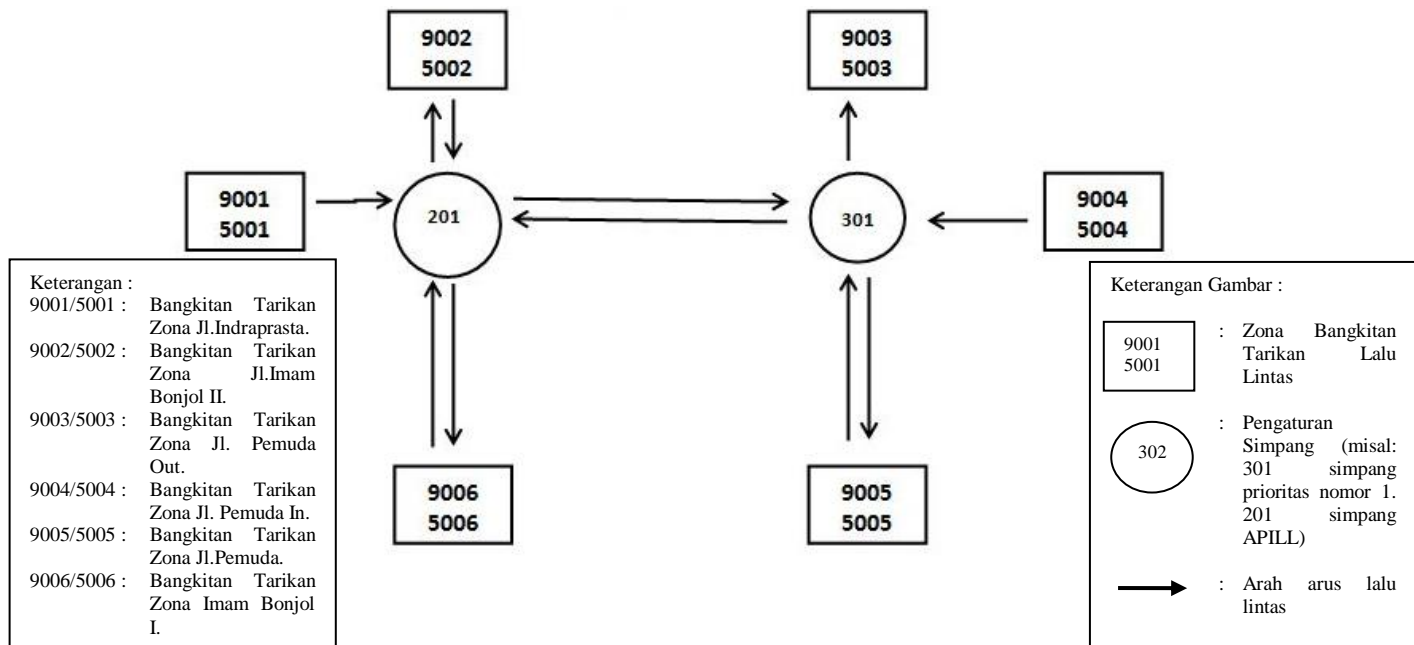 9002
5002
9003
5003
9001
5001
201
301
9004
5004
9006
5006
9005
5005
Keterangan :
9001/5001 : Bangkitan Tarikan
Zona Jl.Indraprasta.
9002/5002 : Bangkitan Tarikan
Zona Jl.Imam
Bonjol II.
9003/5003 : Bangkitan Tarikan
Zona Jl. Pemuda
Out.
9004/5004 : Bangkitan Tarikan
Zona Jl. Pemuda In.
9005/5005 : Bangkitan Tarikan
Zona Jl.Pemuda.
9006/5006 : Bangkitan Tarikan
Zona Imam Bonjol
I.
Keterangan Gambar :
9001
5001
: Zona Bangkitan
Tarikan Lalu
Lintas
302
: Pengaturan
Simpang (misal:
301 simpang
prioritas nomor 1.
201 simpang
APILL)
: Arah arus lalu
lintas